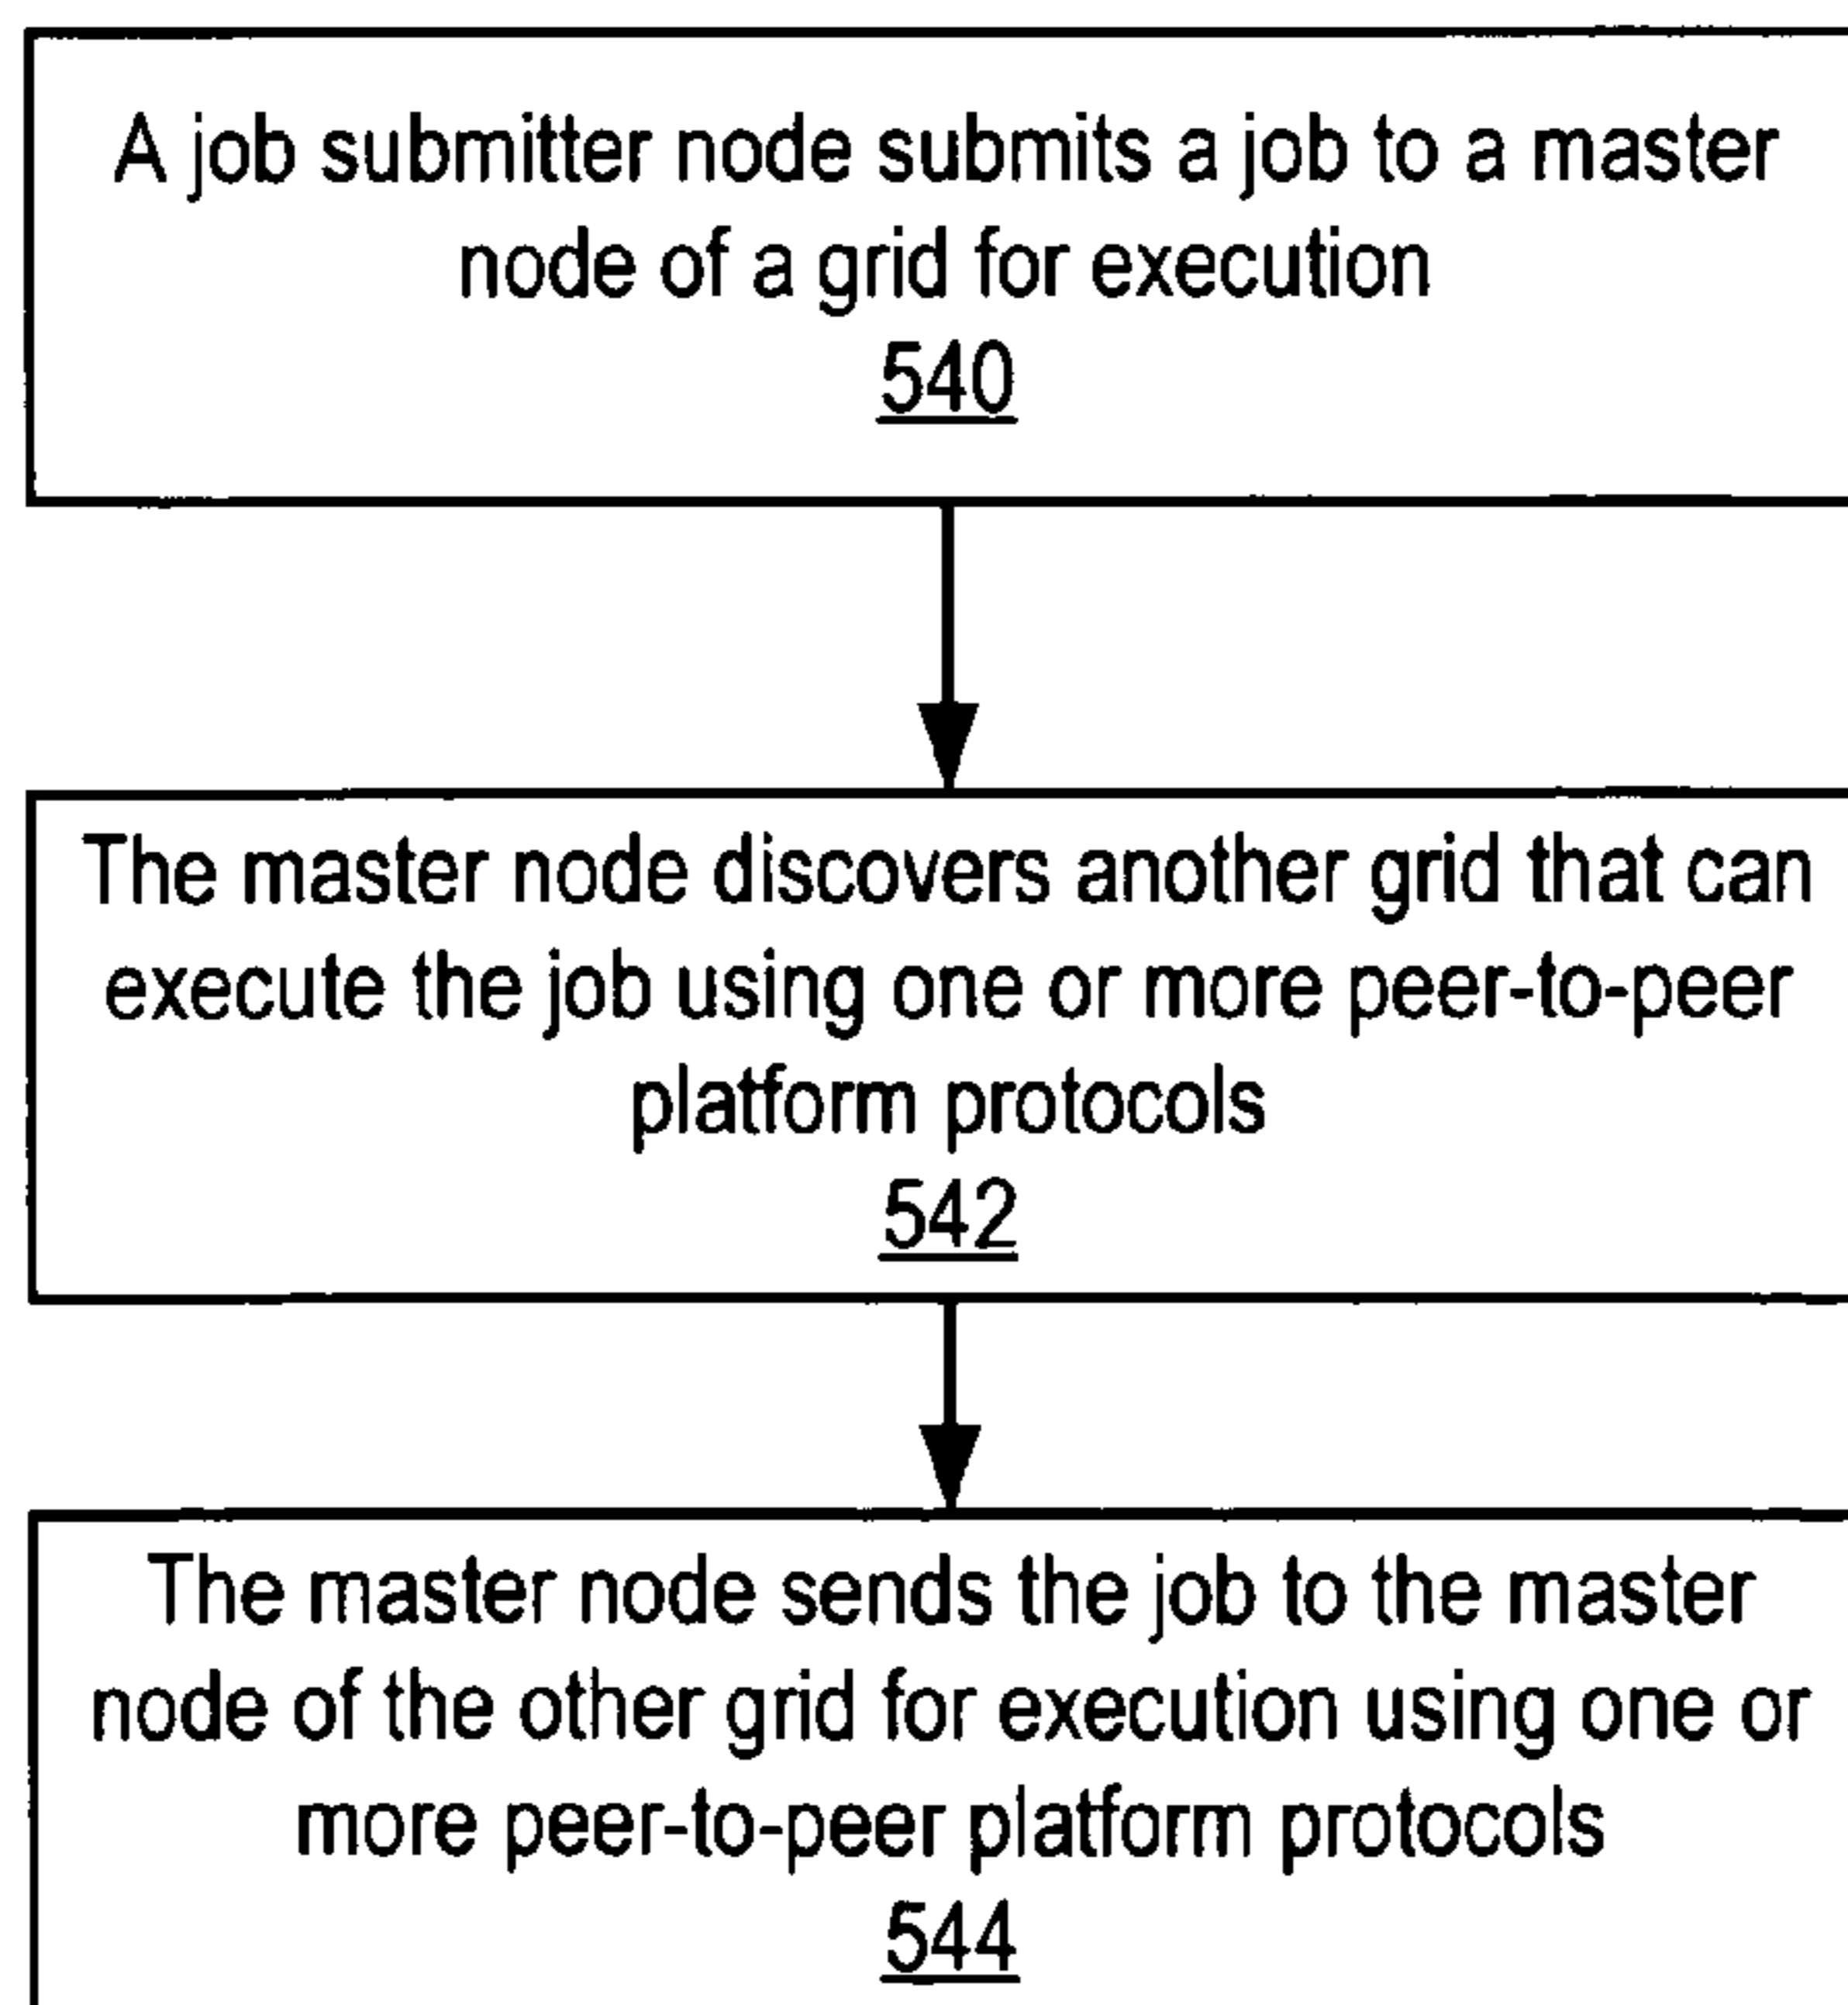 A job submitter node submits a job to a master
node of a grid for execution
540
The master node discovers another grid that can
execute the job using one or more peer-to-peer
platform protocols
542
The master node sends the job to the master
node of the other grid for execution using one or
more peer-to-peer platform protocols
544